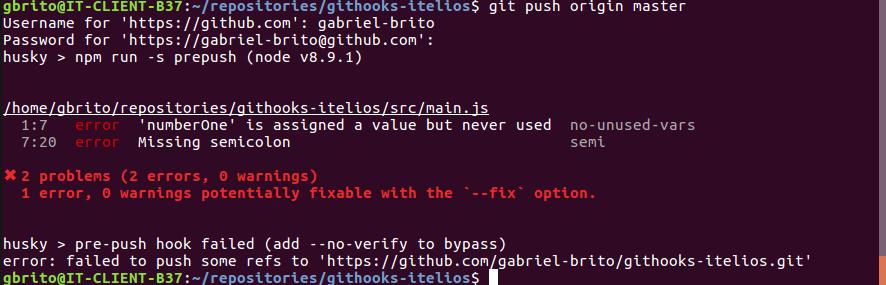 gbrito@IT-CLIENT-B37:~/repositories/githooks-itelios$ git push origin master
Username for 'https://github.com': gabriel-brito
Password for 'https://gabriel-brito@github.com':
husky > npm run -s prepush (node v8.9.1)
/home/gbrito/repositories/githooks-itelios/src/main.js
1:7 error 'numberOne' is assigned a value but never used no-unused-vars
7:20 error Missing semicolon semi
✖ 2 problems (2 errors, 0 warnings)
1 error, 0 warnings potentially fixable with the `--fix` option.
husky > pre-push hook failed (add --no-verify to bypass)
error: failed to push some refs to 'https://github.com/gabriel-brito/githooks-itelios.git'
gbrito@IT-CLIENT-B37:~/repositories/githooks-itelios$